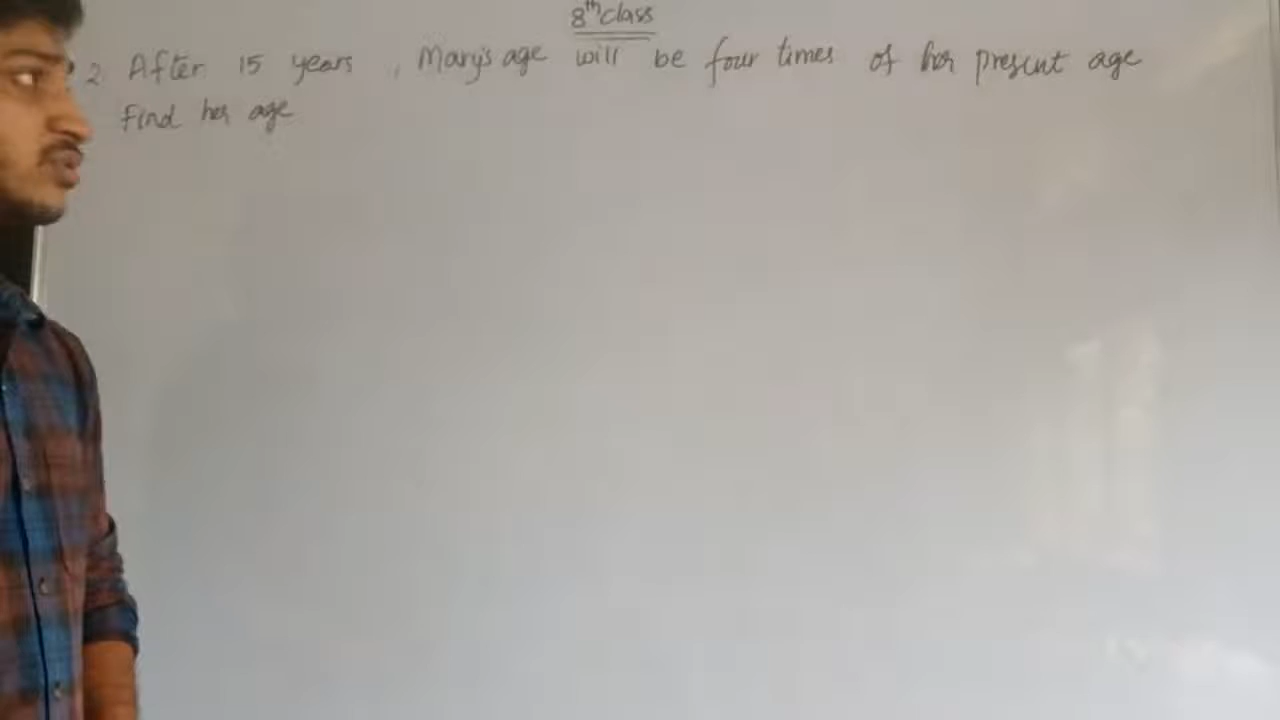 8th class
2. After 15 years, Mary's age will be four times of her present age
Find her age